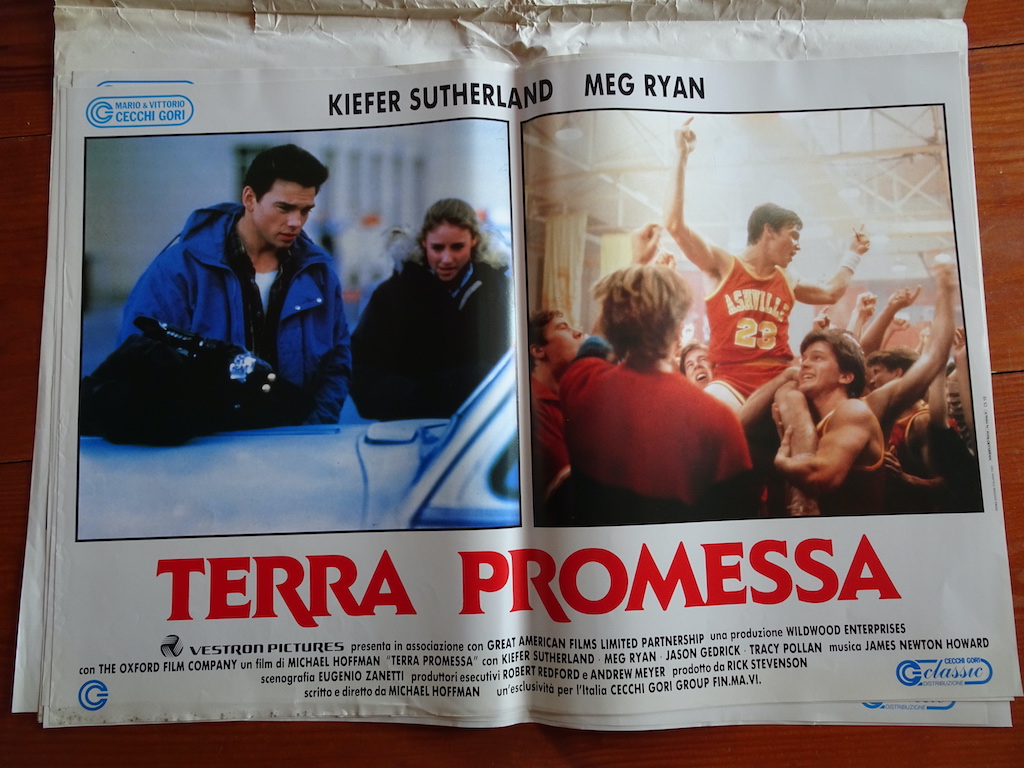 MARIO & VITTORIO
CECCHI GORI
KIEFER SUTHERLAND MEG RYAN
ASHVILLE
23
TERRA PROMESSA
VESTRON PICTURES presenta in associazione con GREAT AMERICAN FILMS LIMITED PARTNERSHIP una produzione WILDWOOD ENTERPRISES
con THE OXFORD FILM COMPANY un film di MICHAEL HOFFMAN "TERRA PROMESSA" con KIEFER SUTHERLAND · MEG RYAN · JASON GEDRICK · TRACY POLLAN musica JAMES NEWTON HOWARD
scenografia EUGENIO ZANETTI produttori esecutivi ROBERT REDFORD e ANDREW MEYER prodotto da RICK STEVENSON
scritto e diretto da MICHAEL HOFFMAN un'esclusività per l'Italia CECCHI GORI GROUP FIN.MA.VI.
CECCHI GORI
classic
DISTRIBUZIONE
DISTRIBUZIONE